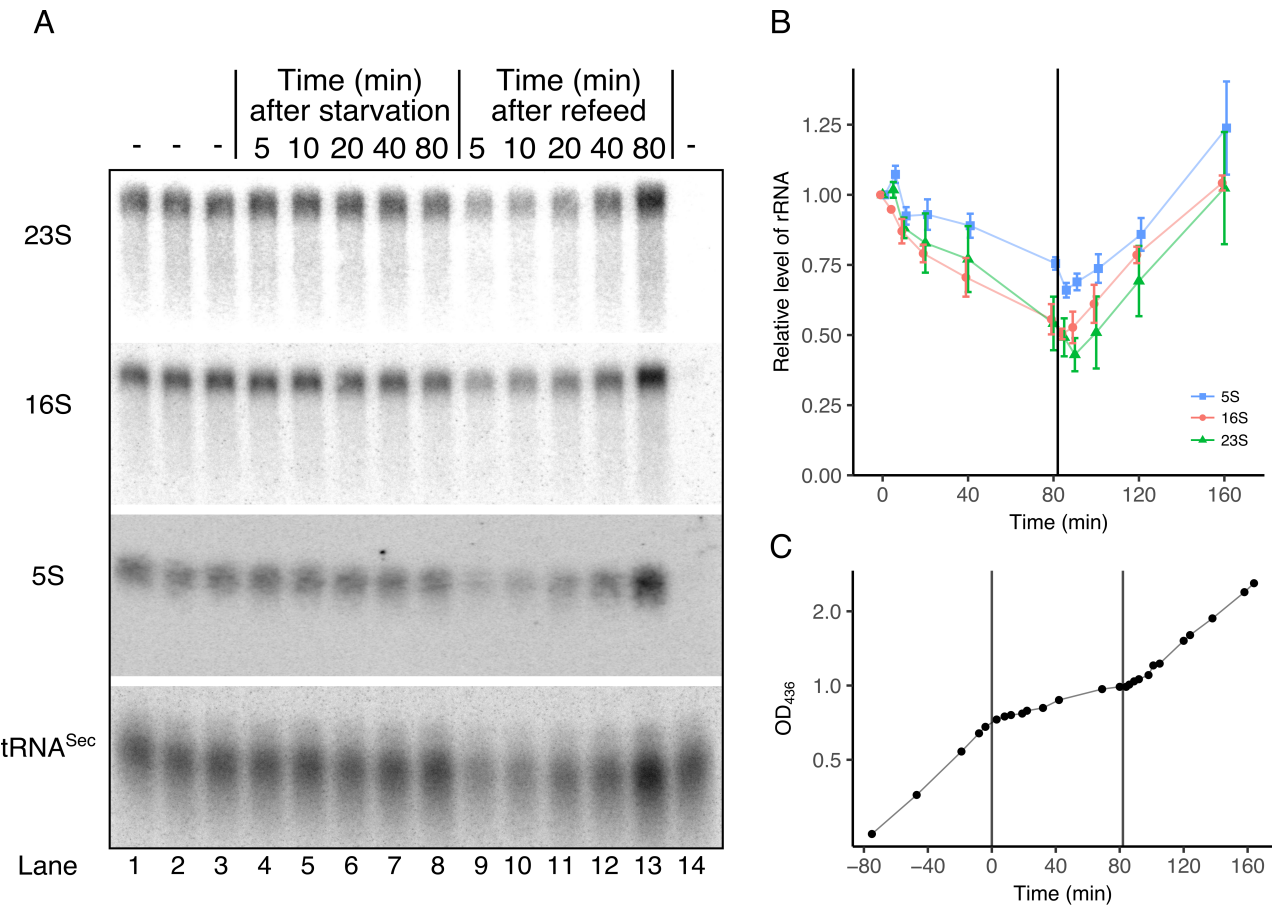 A
Time (min) after starvation
Time (min) after refeed
- - - 5 10 20 40 80 5 10 20 40 80 -
23S
16S
5S
tRNASec
Lane 1 2 3 4 5 6 7 8 9 10 11 12 13 14
B
Relative level of rRNA
1.25
1.00
0.75
0.50
0.25
0.00
5S
16S
23S
0 40 80 120 160
Time (min)
C
OD436
2.0
1.0
0.5
−80 −40 0 40 80 120 160
Time (min)